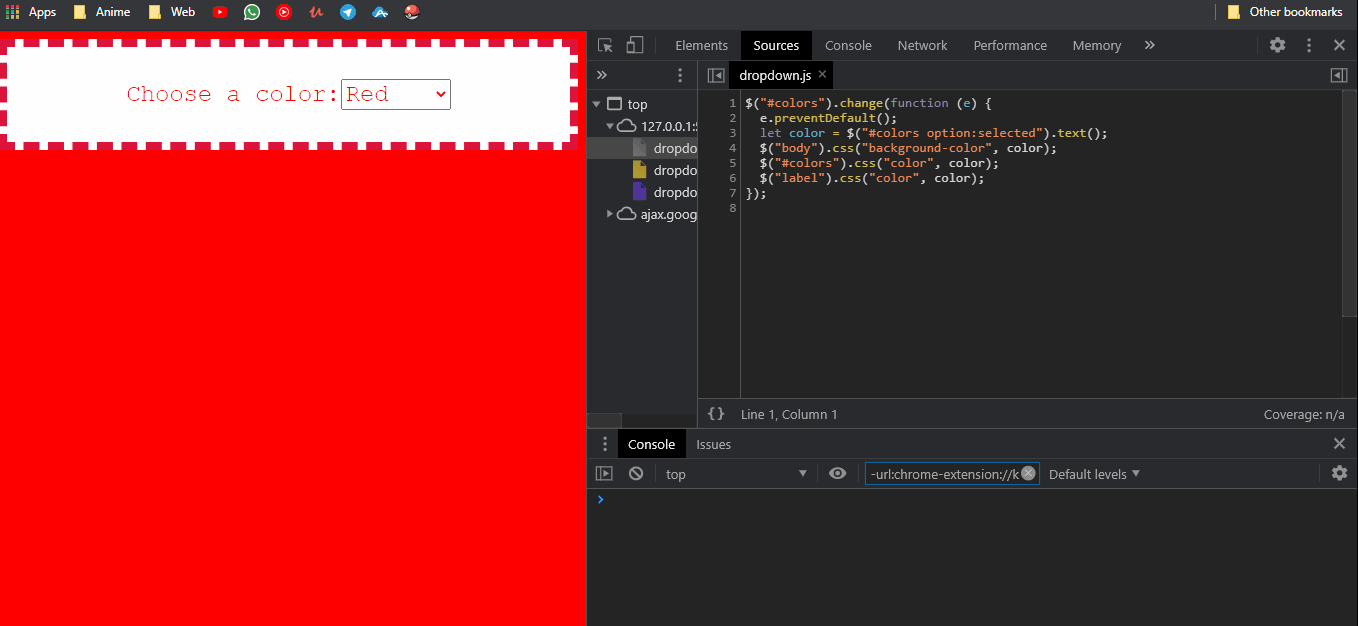 Apps Anime Web Other bookmarks
Choose a color: Red
Elements Sources Console Network Performance Memory »
» dropdown.js ×
top
127.0.0.1:5
dropdo
dropdo
dropdo
ajax.goog
1 $("#colors").change(function (e) {
2 e.preventDefault();
3 let color = $("#colors option:selected").text();
4 $("body").css("background-color", color);
5 $("#colors").css("color", color);
6 $("label").css("color", color);
7 });
8
{} Line 1, Column 1 Coverage: n/a
Console Issues
top -url:chrome-extension://k Default levels